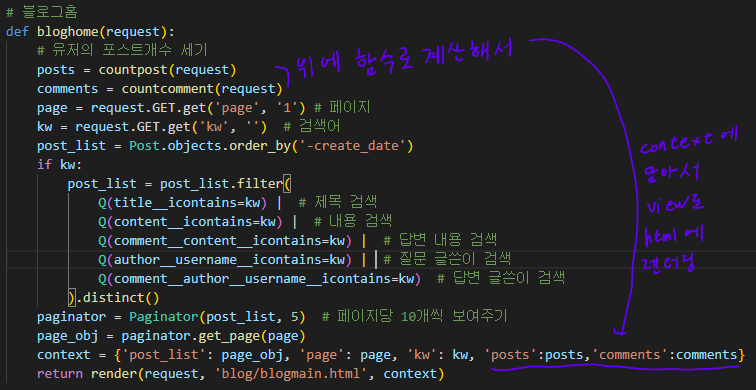 # 블로그홈
def bloghome(request):
    # 유저의 포스트개수 세기
    posts = countpost(request)
    comments = countcomment(request)
위에 함수로 계산해서
    page = request.GET.get('page', '1') # 페이지
    kw = request.GET.get('kw', '')  # 검색어
    post_list = Post.objects.order_by('-create_date')
    if kw:
        post_list = post_list.filter(
            Q(title__icontains=kw) |  # 제목 검색
            Q(content__icontains=kw) |  # 내용 검색
            Q(comment__content__icontains=kw) |  # 답변 내용 검색
            Q(author__username__icontains=kw) | # 질문 글쓴이 검색
            Q(comment__author__username__icontains=kw)  # 답변 글쓴이 검색
        ).distinct()
context에
담아서
view로
html에
랜더링
    paginator = Paginator(post_list, 5)  # 페이지당 10개씩 보여주기
    page_obj = paginator.get_page(page)
    context = {'post_list': page_obj, 'page': page, 'kw': kw, 'posts':posts,'comments':comments}
    return render(request, 'blog/blogmain.html', context)